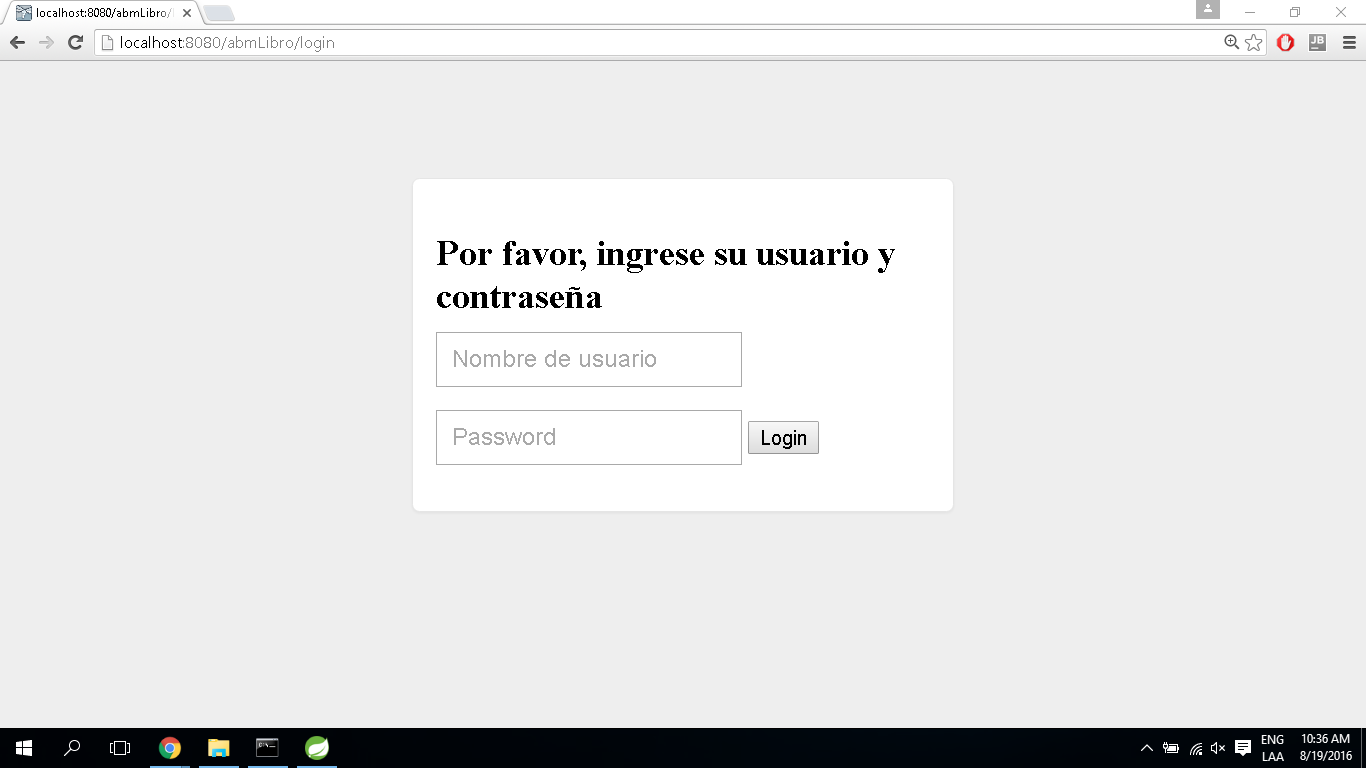 localhost:8080/abmLibro/
localhost:8080/abmLibro/login
JB
Por favor, ingrese su usuario y
contraseña
Nombre de usuario
Password
Login
ENG
10:36 AM
LAA
8/19/2016